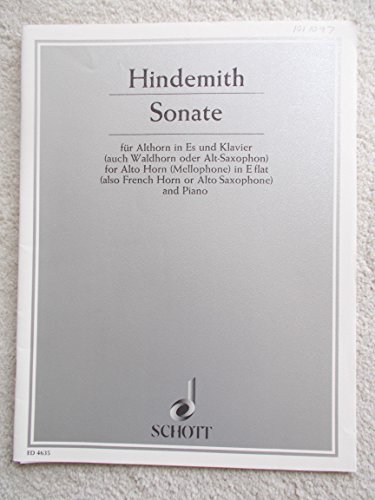 Hindemith
Sonate
für Althorn in Es und Klavier
(auch Waldhorn oder Alt-Saxophon)
for Alto Horn (Mellophone) in E flat
(also French Horn or Alto Saxophone)
and Piano
SCHOTT
ED 4635